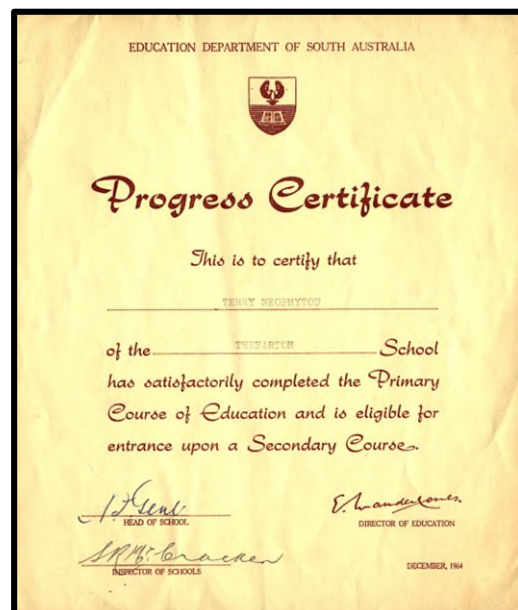 EDUCATION DEPARTMENT OF SOUTH AUSTRALIA
Progress Certificate
This is to certify that
TERRY NEOPHYTOU
of the THEBARTON School
has satisfactorily completed the Primary
Course of Education and is eligible for
entrance upon a Secondary Course.
HEAD OF SCHOOL
DIRECTOR OF EDUCATION
INSPECTOR OF SCHOOLS
DECEMBER, 1964